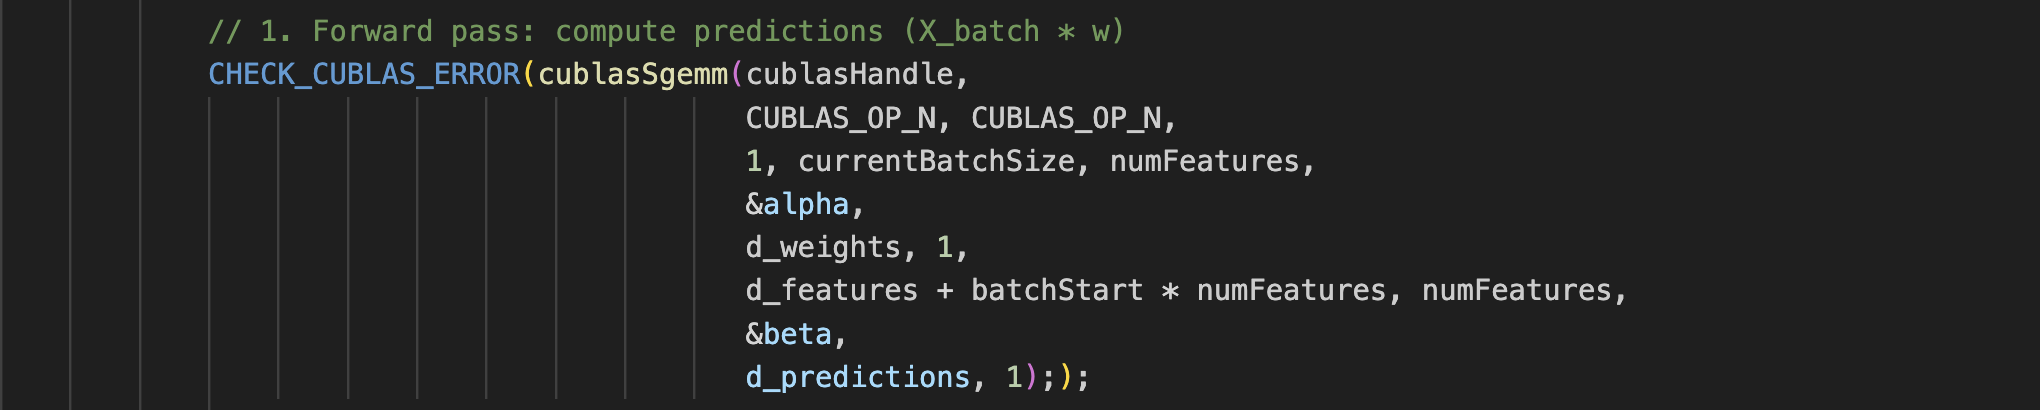 // 1. Forward pass: compute predictions (X_batch * w)
CHECK_CUBLAS_ERROR(cublasSgemm(cublasHandle,
CUBLAS_OP_N, CUBLAS_OP_N,
1, currentBatchSize, numFeatures,
&alpha,
d_weights, 1,
d_features + batchStart * numFeatures, numFeatures,
&beta,
d_predictions, 1););